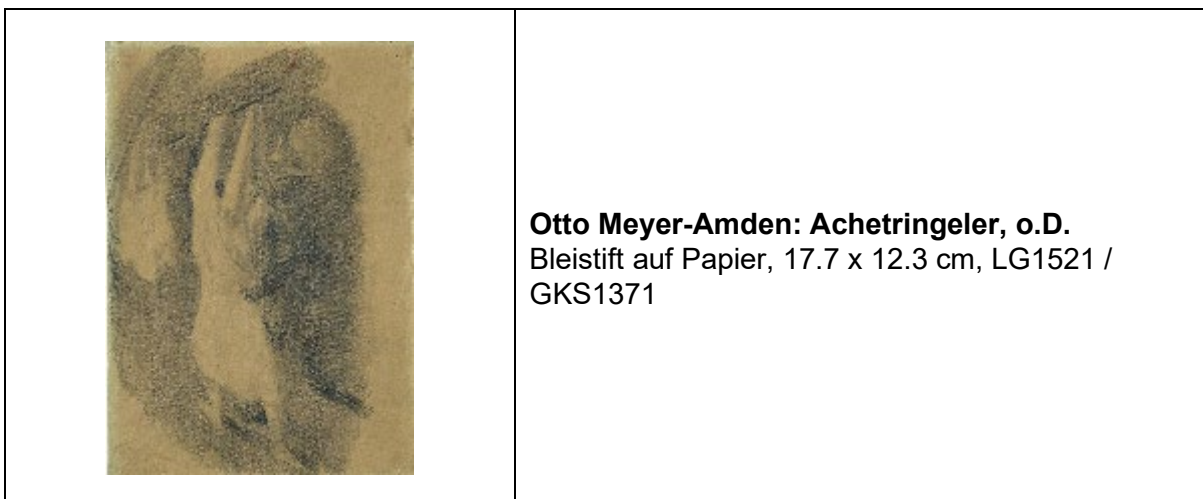 Otto Meyer-Amden: Achetringeler, o.D.
Bleistift auf Papier, 17.7 x 12.3 cm, LG1521 /
GKS1371